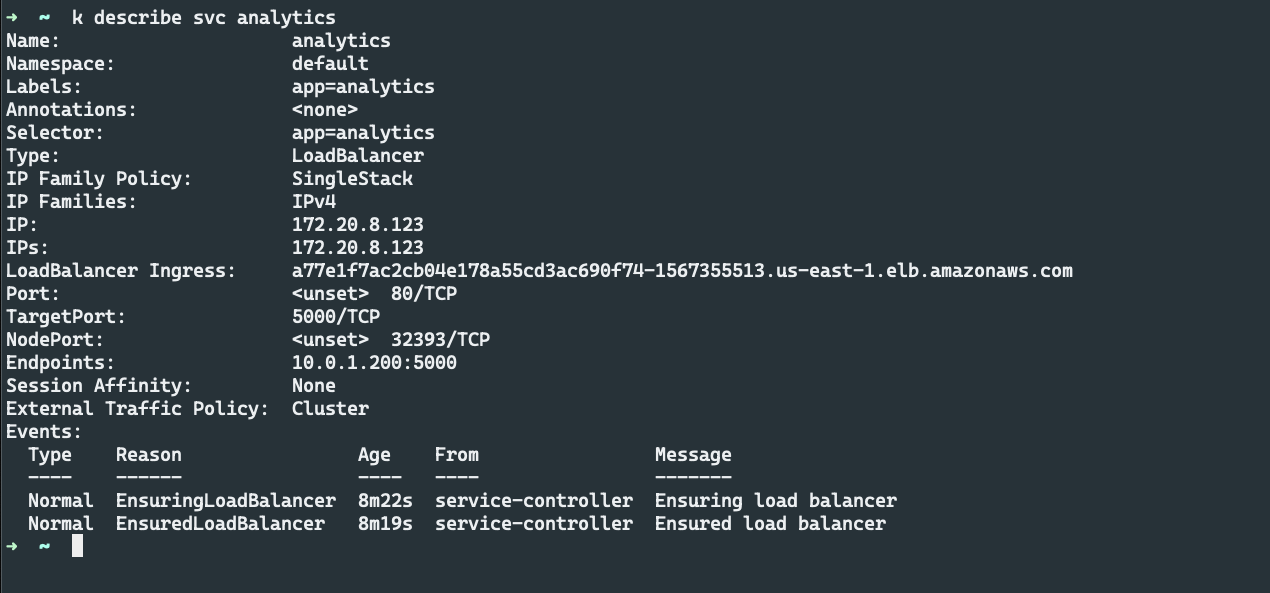 ➜  ~  k describe svc analytics
Name:                     analytics
Namespace:                default
Labels:                   app=analytics
Annotations:              <none>
Selector:                 app=analytics
Type:                     LoadBalancer
IP Family Policy:         SingleStack
IP Families:              IPv4
IP:                       172.20.8.123
IPs:                      172.20.8.123
LoadBalancer Ingress:     a77e1f7ac2cb04e178a55cd3ac690f74-1567355513.us-east-1.elb.amazonaws.com
Port:                     <unset>  80/TCP
TargetPort:               5000/TCP
NodePort:                 <unset>  32393/TCP
Endpoints:                10.0.1.200:5000
Session Affinity:         None
External Traffic Policy:  Cluster
Events:
  Type    Reason                Age    From                Message
  ----    ------                ----   ----                -------
  Normal  EnsuringLoadBalancer  8m22s  service-controller  Ensuring load balancer
  Normal  EnsuredLoadBalancer   8m19s  service-controller  Ensured load balancer
➜  ~